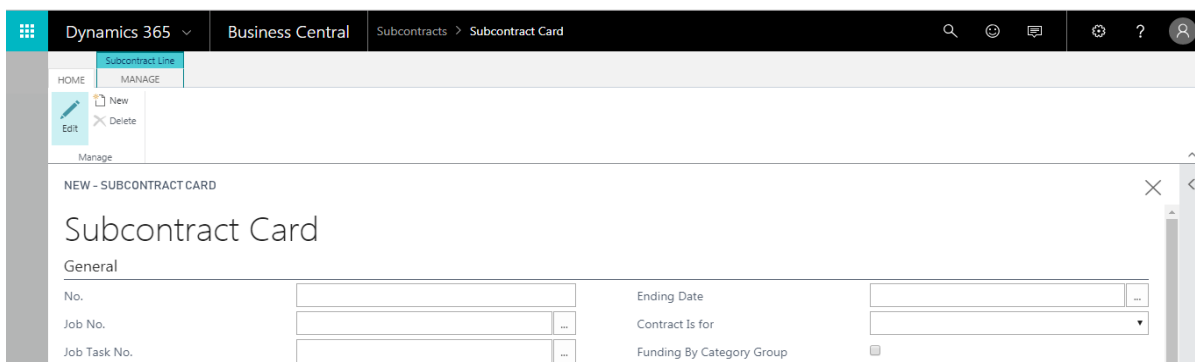 Dynamics 365 Business Central Subcontracts > Subcontract Card ?
Subcontract Line
HOME MANAGE
New
Edit Delete
Manage
NEW - SUBCONTRACT CARD
Subcontract Card
General
No. Ending Date ...
Job No. ... Contract Is for
Job Task No. ... Funding By Category Group